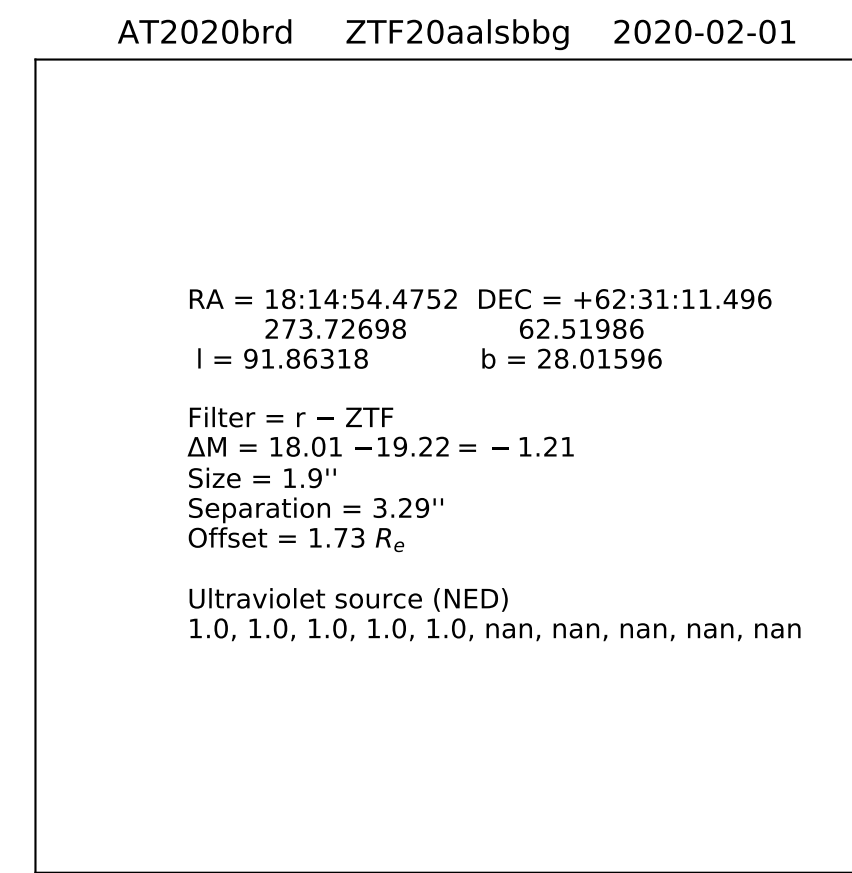 AT2020brd ZTF20aalsbbg 2020-02-01
RA = 18:14:54.4752 DEC = +62:31:11.496
273.72698 62.51986
l = 91.86318 b = 28.01596
Filter = r − ZTF
ΔM = 18.01 −19.22 = − 1.21
Size = 1.9''
Separation = 3.29''
Offset = 1.73 Re
Ultraviolet source (NED)
1.0, 1.0, 1.0, 1.0, 1.0, nan, nan, nan, nan, nan